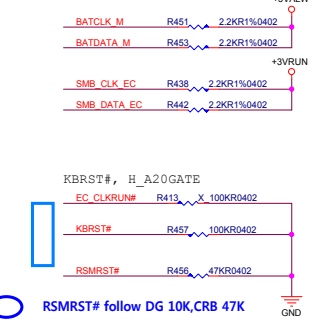 +3VALW
BATCLK_M R451 2.2KR1%0402
BATDATA_M R453 2.2KR1%0402
+3VRUN
SMB_CLK_EC R438 2.2KR1%0402
SMB_DATA_EC R442 2.2KR1%0402
KBRST#, H_A20GATE
EC_CLKRUN# R413 X_100KR0402
KBRST# R457 100KR0402
RSMRST# R456 47KR0402
GND
RSMRST# follow DG 10K,CRB 47K